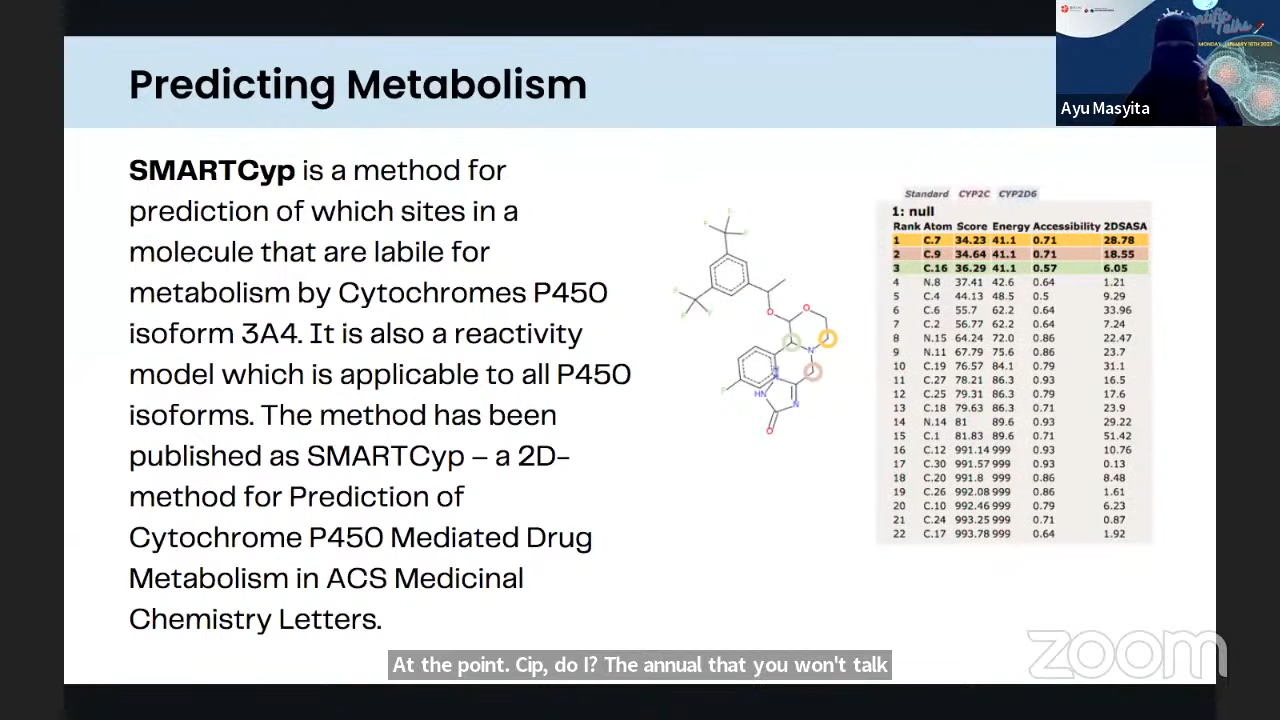 Predicting Metabolism
Ayu Masyita
MONDAY, JANUARY 16TH 2023
SMARTCyp is a method for
prediction of which sites in a
molecule that are labile for
metabolism by Cytochromes P450
isoform 3A4. It is also a reactivity
model which is applicable to all P450
isoforms. The method has been
published as SMARTCyp – a 2D-
method for Prediction of
Cytochrome P450 Mediated Drug
Metabolism in ACS Medicinal
Chemistry Letters.
F
F
F
F
F
F
O
O
N
F
HN
N
O
Standard CYP2C CYP2D6
1: null
Rank Atom Score Energy Accessibility 2DSASA
1 C.7 34.23 41.1 0.71 28.78
2 C.9 34.64 41.1 0.71 18.55
3 C.16 36.29 41.1 0.57 6.05
4 N.8 37.41 42.6 0.64 1.21
5 C.4 44.13 48.5 0.5 9.29
6 C.6 55.7 62.2 0.64 33.96
7 C.2 56.77 62.2 0.64 7.24
8 N.15 64.24 72.0 0.86 22.47
9 N.11 67.79 75.6 0.86 23.7
10 C.19 76.57 84.1 0.79 31.1
11 C.27 78.21 86.3 0.93 16.5
12 C.25 79.31 86.3 0.79 17.6
13 C.18 79.63 86.3 0.71 23.9
14 N.14 81 89.6 0.93 29.22
15 C.1 81.83 89.6 0.71 51.42
16 C.12 991.14 999 0.93 10.76
17 C.30 991.57 999 0.93 0.13
18 C.20 991.8 999 0.86 8.48
19 C.26 992.08 999 0.86 1.61
20 C.10 992.46 999 0.79 6.23
21 C.24 993.25 999 0.71 0.87
22 C.17 993.78 999 0.64 1.92
At the point. Cip, do I? The annual that you won't talk
zoom